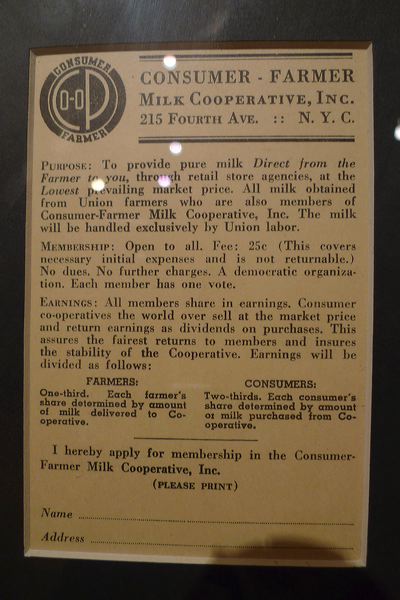 CONSUMER
CO-OP
FARMER
CONSUMER - FARMER
MILK COOPERATIVE, INC.
215 FOURTH AVE. :: N. Y. C.
PURPOSE: To provide pure milk Direct from the
Farmer to you, through retail store agencies, at the
Lowest prevailing market price. All milk obtained
from Union farmers who are also members of
Consumer-Farmer Milk Cooperative, Inc. The milk
will be handled exclusively by Union labor.
MEMBERSHIP: Open to all. Fee: 25c (This covers
necessary initial expenses and is not returnable.)
No dues. No further charges. A democratic organiza-
tion. Each member has one vote.
EARNINGS: All members share in earnings. Consumer
co-operatives the world over sell at the market price
and return earnings as dividends on purchases. This
assures the fairest returns to members and insures
the stability of the Cooperative. Earnings will be
divided as follows:
FARMERS:
One-third. Each farmer's
share determined by amount
of milk delivered to Co-
operative.
CONSUMERS:
Two-thirds. Each consumer's
share determined by amount
of milk purchased from Co-
operative.
I hereby apply for membership in the Consumer-
Farmer Milk Cooperative, Inc.
(PLEASE PRINT)
Name
Address